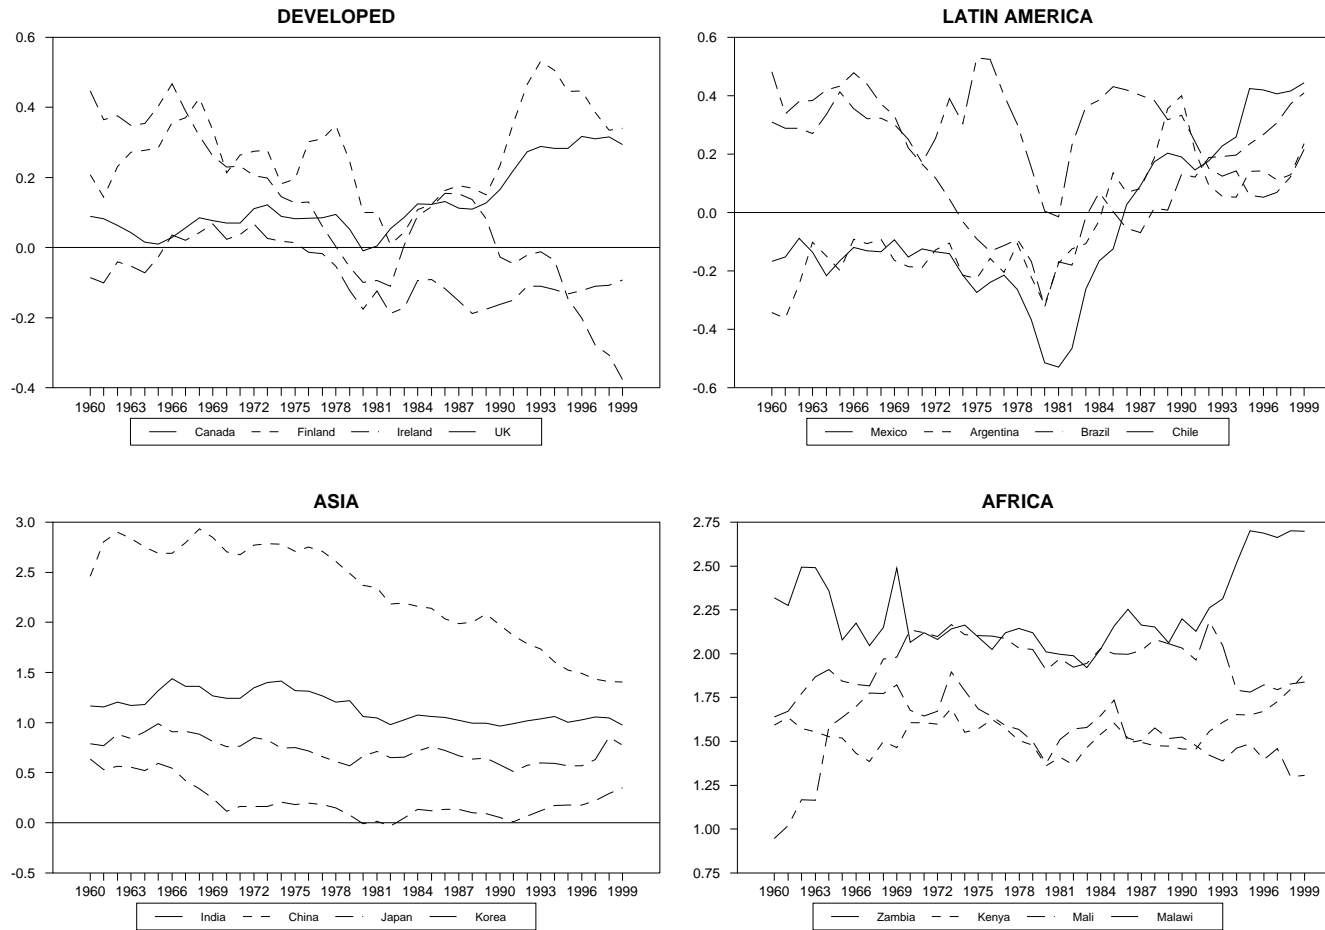 DEVELOPED
0.6
0.4
0.2
0.0
-0.2
-0.4
1960 1963 1966 1969 1972 1975 1978 1981 1984 1987 1990 1993 1996 1999
Canada Finland Ireland UK
LATIN AMERICA
0.6
0.4
0.2
0.0
-0.2
-0.4
-0.6
1960 1963 1966 1969 1972 1975 1978 1981 1984 1987 1990 1993 1996 1999
Mexico Argentina Brazil Chile
ASIA
3.0
2.5
2.0
1.5
1.0
0.5
0.0
-0.5
1960 1963 1966 1969 1972 1975 1978 1981 1984 1987 1990 1993 1996 1999
India China Japan Korea
AFRICA
2.75
2.50
2.25
2.00
1.75
1.50
1.25
1.00
0.75
1960 1963 1966 1969 1972 1975 1978 1981 1984 1987 1990 1993 1996 1999
Zambia Kenya Mali Malawi